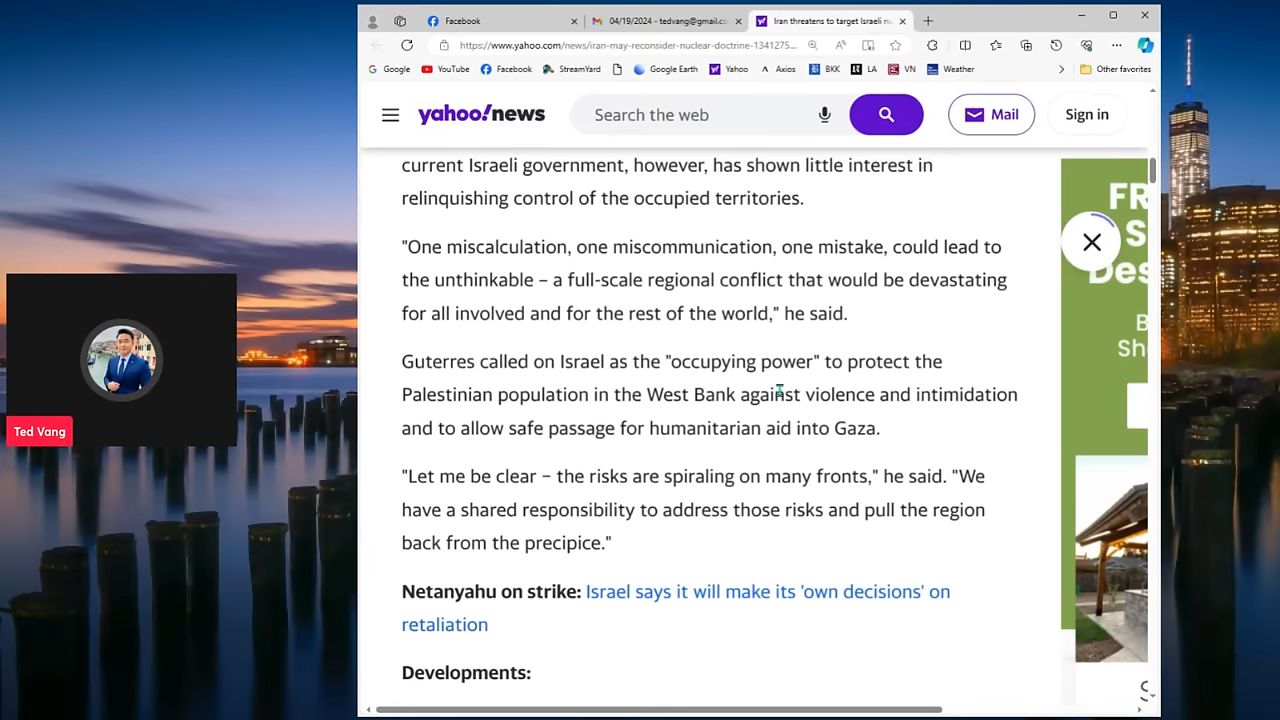 Facebook
04/19/2024 - tedvang@gmail.co
Iran threatens to target Israeli nu
https://www.yahoo.com/news/iran-may-reconsider-nuclear-doctrine-1341275...
Google
YouTube
Facebook
StreamYard
Google Earth
Yahoo
Axios
BKK
LA
VN
Weather
Other favorites
yahoo!news
Search the web
Mail
Sign in
current Israeli government, however, has shown little interest in
relinquishing control of the occupied territories.
"One miscalculation, one miscommunication, one mistake, could lead to
the unthinkable – a full-scale regional conflict that would be devastating
for all involved and for the rest of the world," he said.
Guterres called on Israel as the "occupying power" to protect the
Palestinian population in the West Bank against violence and intimidation
and to allow safe passage for humanitarian aid into Gaza.
"Let me be clear – the risks are spiraling on many fronts," he said. "We
have a shared responsibility to address those risks and pull the region
back from the precipice."
Netanyahu on strike: Israel says it will make its 'own decisions' on
retaliation
Developments:
FR
S
Des
B
Sh
S
Ted Vang